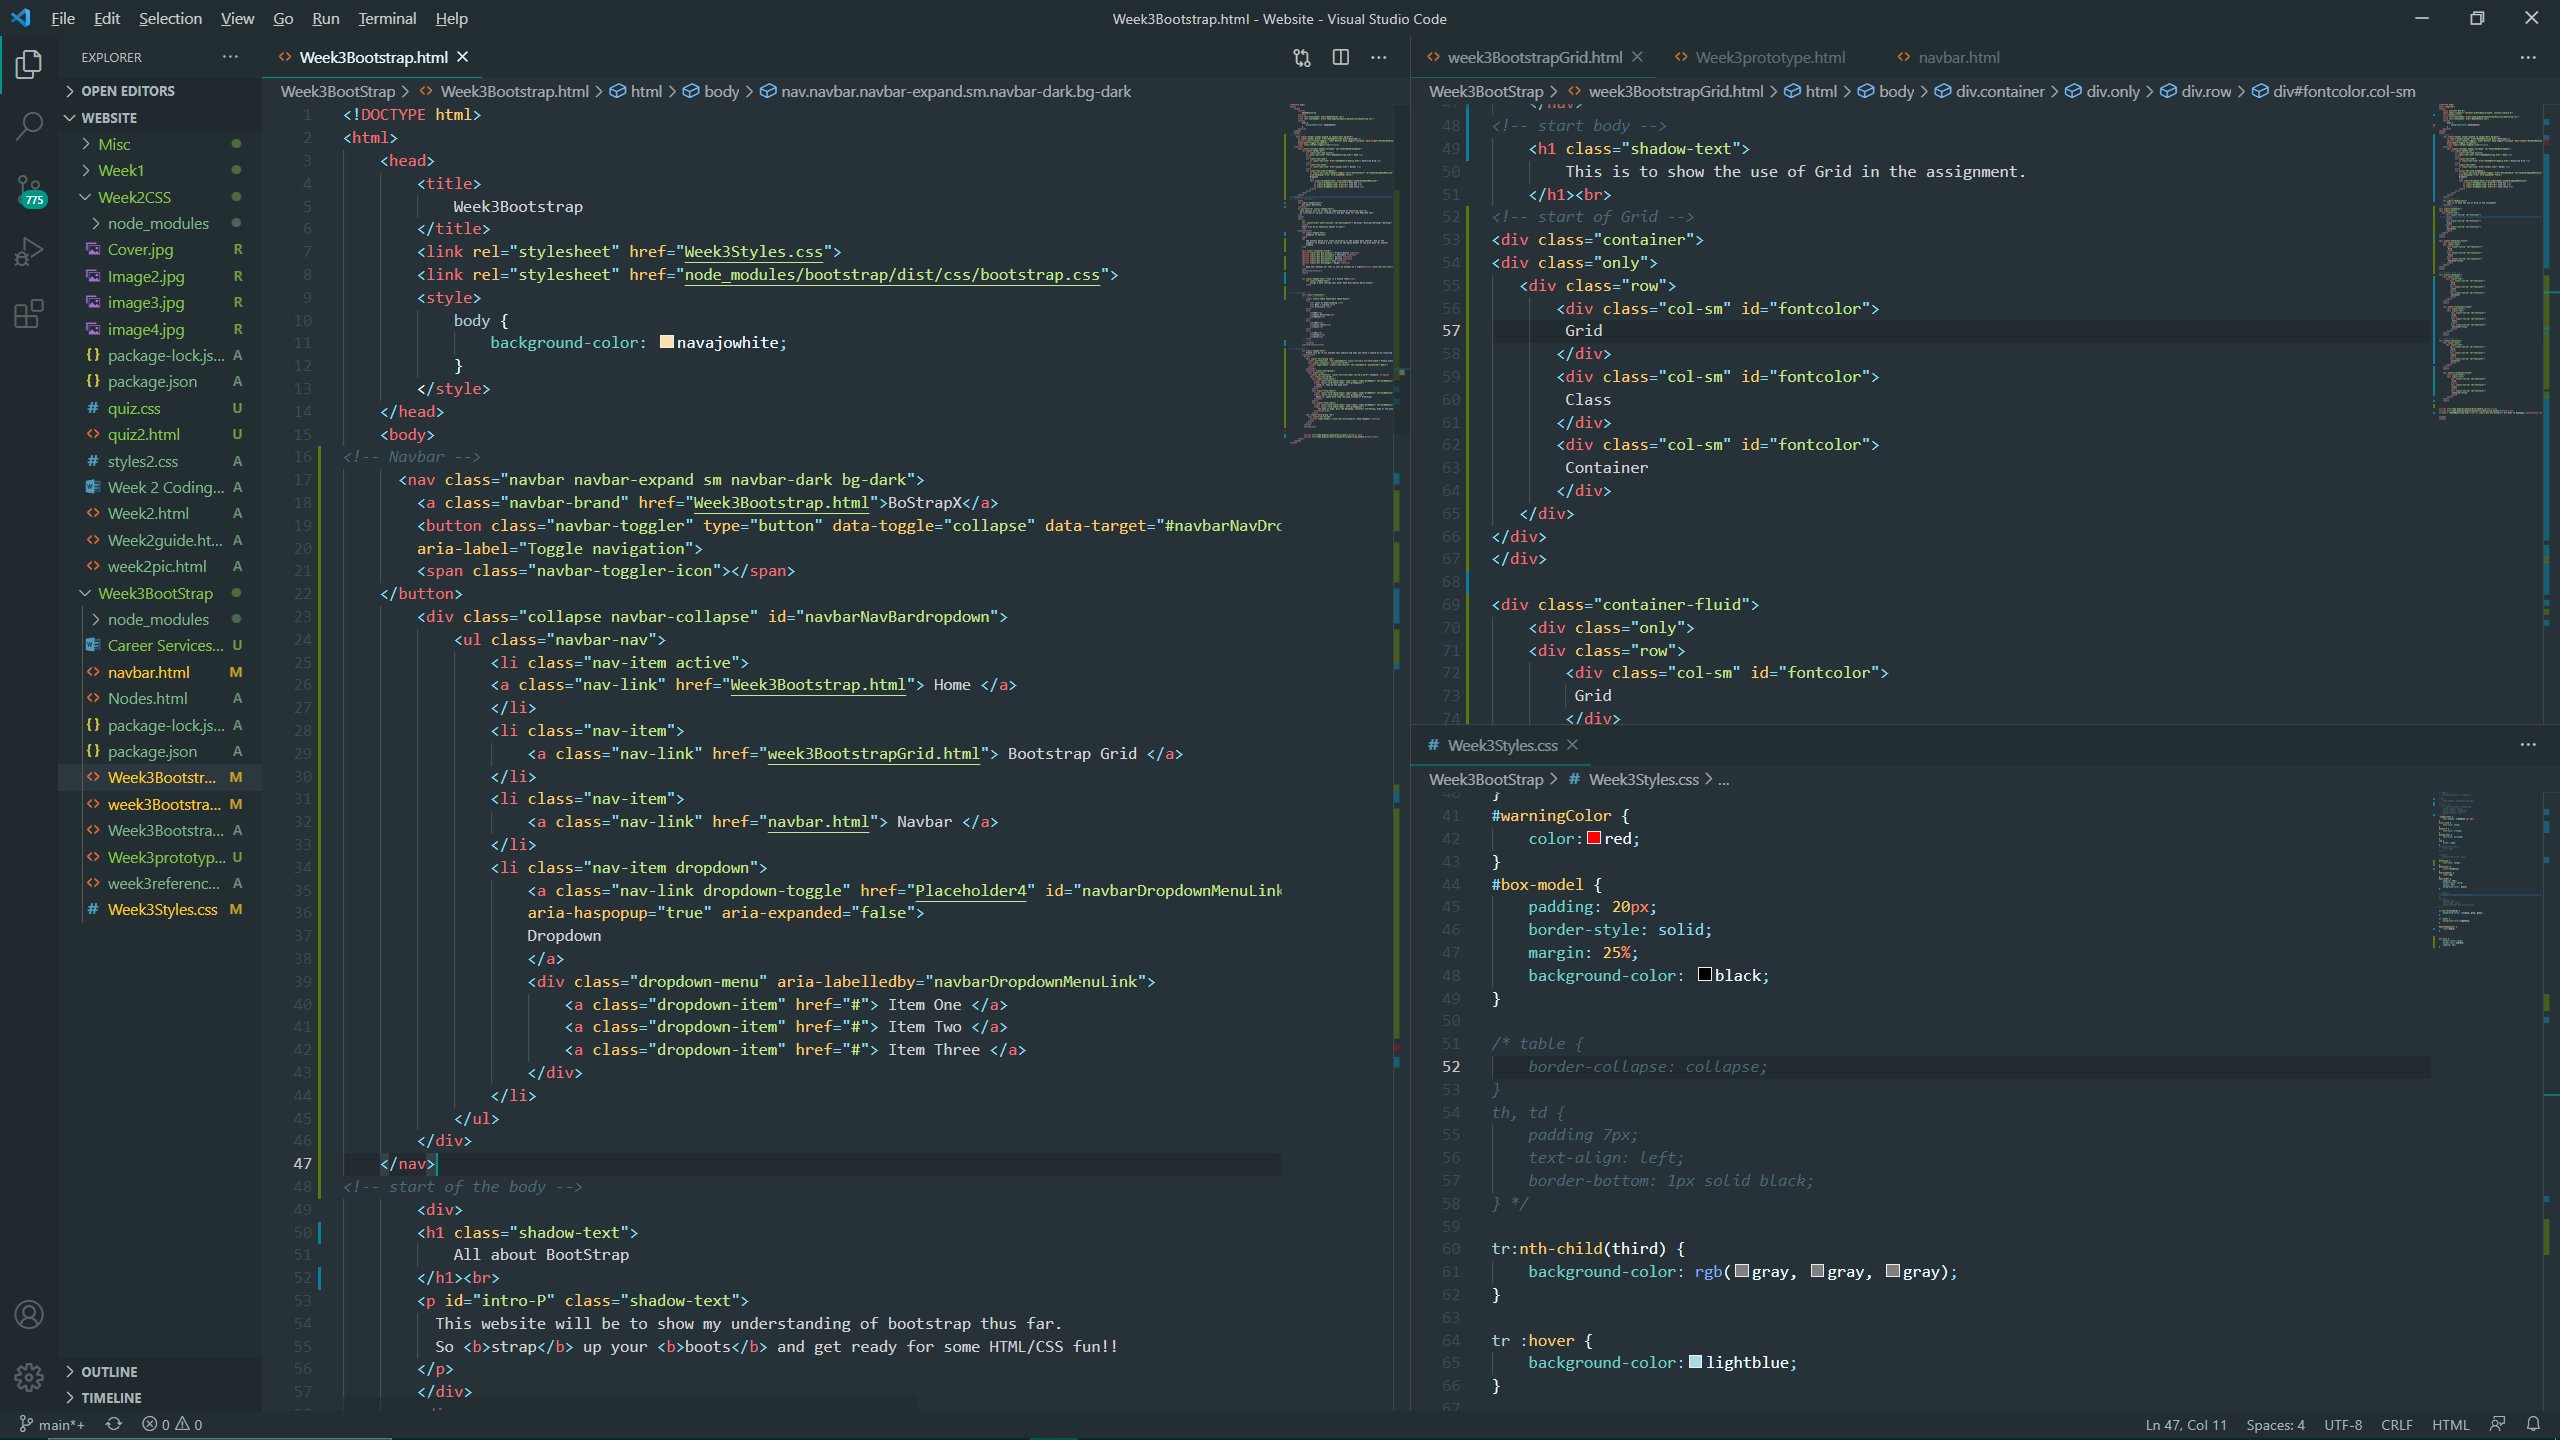 File Edit Selection View Go Run Terminal Help
Week3Bootstrap.html - Website - Visual Studio Code
EXPLORER
OPEN EDITORS
WEBSITE
Misc
Week1
Week2CSS
node_modules
Cover.jpg R
Image2.jpg R
image3.jpg R
image4.jpg R
package-lock.js... A
package.json A
quiz.css U
quiz2.html U
styles2.css A
Week 2 Coding... A
Week2.html A
Week2guide.ht... A
week2pic.html A
Week3BootStrap
node_modules
Career Services... U
navbar.html M
Nodes.html A
package-lock.js... A
package.json A
Week3Bootstr... M
week3Bootstra... M
Week3Bootstra... A
Week3prototyp... U
week3referenc... A
Week3Styles.css M
OUTLINE
TIMELINE
775
Week3Bootstrap.html
Week3BootStrap > Week3Bootstrap.html > html > body > nav.navbar.navbar-expand.sm.navbar-dark.bg-dark
1 <!DOCTYPE html>
2 <html>
3 <head>
4 <title>
5 Week3Bootstrap
6 </title>
7 <link rel="stylesheet" href="Week3Styles.css">
8 <link rel="stylesheet" href="node_modules/bootstrap/dist/css/bootstrap.css">
9 <style>
10 body {
11 background-color: navajowhite;
12 }
13 </style>
14 </head>
15 <body>
16 <!-- Navbar -->
17 <nav class="navbar navbar-expand sm navbar-dark bg-dark">
18 <a class="navbar-brand" href="Week3Bootstrap.html">BoStrapX</a>
19 <button class="navbar-toggler" type="button" data-toggle="collapse" data-target="#navbarNavDro
20 aria-label="Toggle navigation">
21 <span class="navbar-toggler-icon"></span>
22 </button>
23 <div class="collapse navbar-collapse" id="navbarNavBardropdown">
24 <ul class="navbar-nav">
25 <li class="nav-item active">
26 <a class="nav-link" href="Week3Bootstrap.html"> Home </a>
27 </li>
28 <li class="nav-item">
29 <a class="nav-link" href="week3BootstrapGrid.html"> Bootstrap Grid </a>
30 </li>
31 <li class="nav-item">
32 <a class="nav-link" href="navbar.html"> Navbar </a>
33 </li>
34 <li class="nav-item dropdown">
35 <a class="nav-link dropdown-toggle" href="Placeholder4" id="navbarDropdownMenuLink
36 aria-haspopup="true" aria-expanded="false">
37 Dropdown
38 </a>
39 <div class="dropdown-menu" aria-labelledby="navbarDropdownMenuLink">
40 <a class="dropdown-item" href="#"> Item One </a>
41 <a class="dropdown-item" href="#"> Item Two </a>
42 <a class="dropdown-item" href="#"> Item Three </a>
43 </div>
44 </li>
45 </ul>
46 </div>
47 </nav>
48 <!-- start of the body -->
49 <div>
50 <h1 class="shadow-text">
51 All about BootStrap
52 </h1><br>
53 <p id="intro-P" class="shadow-text">
54 This website will be to show my understanding of bootstrap thus far.
55 So <b>strap</b> up your <b>boots</b> and get ready for some HTML/CSS fun!!
56 </p>
57 </div>
week3BootstrapGrid.html Week3prototype.html navbar.html
Week3BootStrap > week3BootstrapGrid.html > html > body > div.container > div.only > div.row > div#fontcolor.col-sm
47 </nav>
48 <!-- start body -->
49 <h1 class="shadow-text">
50 This is to show the use of Grid in the assignment.
51 </h1><br>
52 <!-- start of Grid -->
53 <div class="container">
54 <div class="only">
55 <div class="row">
56 <div class="col-sm" id="fontcolor">
57 Grid
58 </div>
59 <div class="col-sm" id="fontcolor">
60 Class
61 </div>
62 <div class="col-sm" id="fontcolor">
63 Container
64 </div>
65 </div>
66 </div>
67 </div>
68
69 <div class="container-fluid">
70 <div class="only">
71 <div class="row">
72 <div class="col-sm" id="fontcolor">
73 Grid
74 </div>
Week3Styles.css
Week3BootStrap > Week3Styles.css > ...
40 }
41 #warningColor {
42 color: red;
43 }
44 #box-model {
45 padding: 20px;
46 border-style: solid;
47 margin: 25%;
48 background-color: black;
49 }
50
51 /* table {
52 border-collapse: collapse;
53 }
54 th, td {
55 padding 7px;
56 text-align: left;
57 border-bottom: 1px solid black;
58 } */
59
60 tr:nth-child(third) {
61 background-color: rgb(gray, gray, gray);
62 }
63
64 tr :hover {
65 background-color: lightblue;
66 }
67
main*+ 0 0
Ln 47, Col 11 Spaces: 4 UTF-8 CRLF HTML